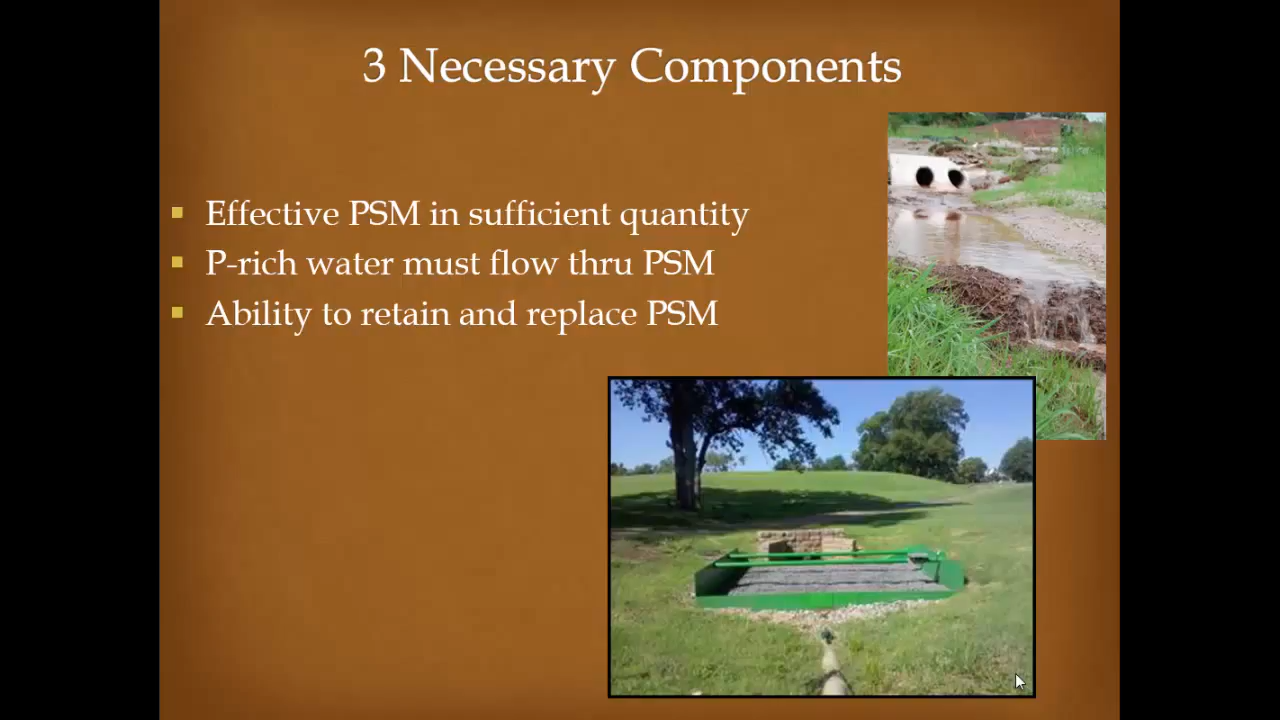 3 Necessary Components
Effective PSM in sufficient quantity
P-rich water must flow thru PSM
Ability to retain and replace PSM